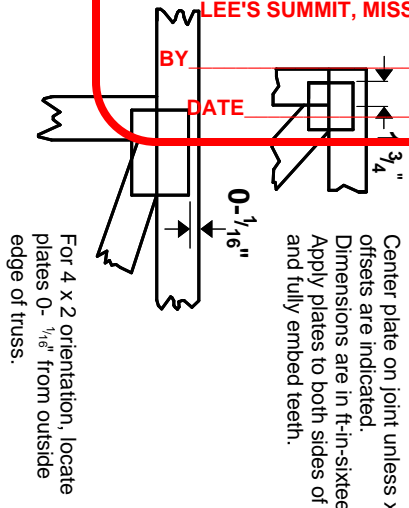 LEE'S SUMMIT, MISS
BY
DATE
3/4"
Center plate on joint unless x
offsets are indicated.
Dimensions are in ft-in-sixtee
Apply plates to both sides of
and fully embed teeth.
0-1/16"
For 4 x 2 orientation, locate
plates 0- 1/16" from outside
edge of truss.